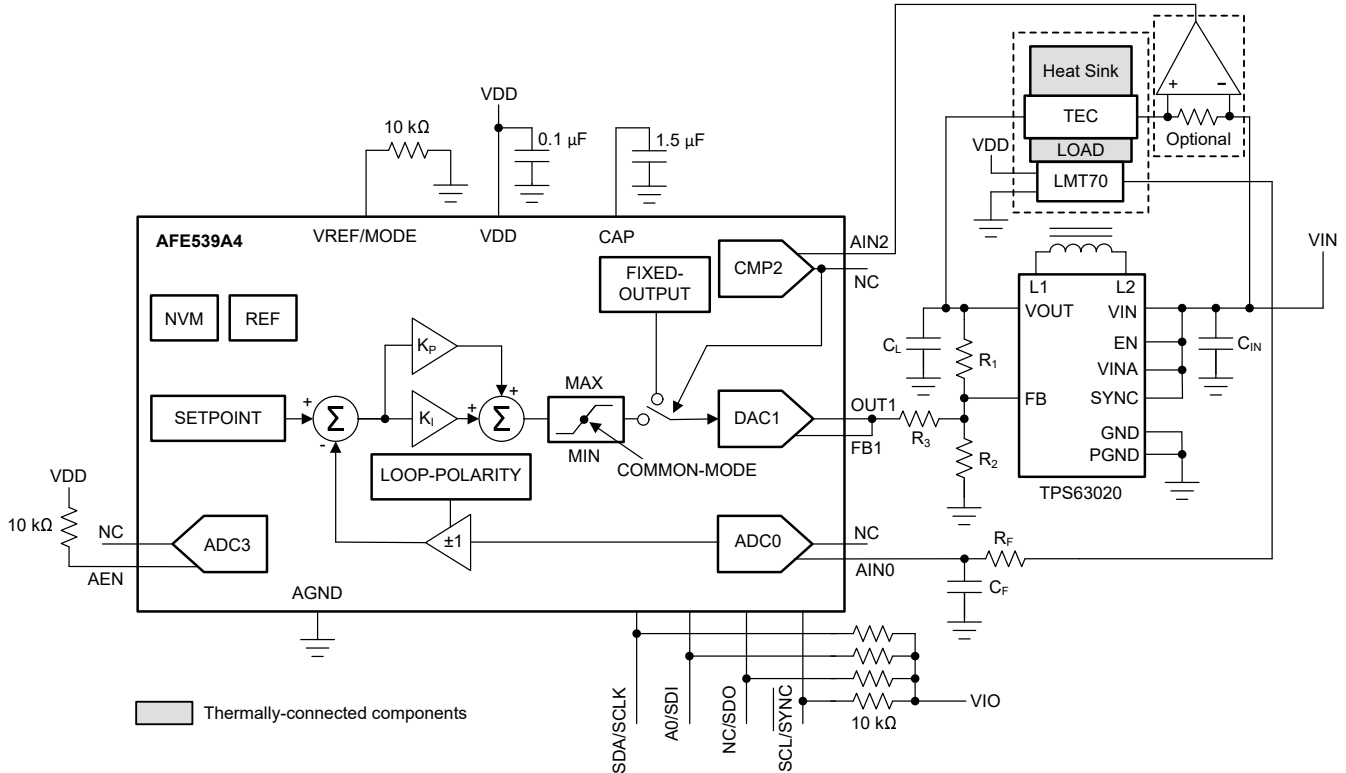 Heat Sink
+
−
TEC
Optional
VDD
LOAD
LMT70
VDD
10 kΩ
0.1 µF
1.5 µF
AFE539A4
VREF/MODE
VDD
CAP
AIN2
CMP2
NC
FIXED-
OUTPUT
VIN
L1
L2
VOUT
VIN
EN
VINA
SYNC
FB
GND
PGND
TPS63020
CL
CIN
R1
R2
R3
NVM
REF
KP
KI
MAX
MIN
COMMON-MODE
SETPOINT
+
Σ
-
+
+
Σ
DAC1
OUT1
FB1
LOOP-POLARITY
±1
VDD
10 kΩ
NC
ADC3
AEN
ADC0
NC
AIN0
RF
CF
AGND
SDA/SCLK
A0/SDI
NC/SDO
SCL/SYNC
10 kΩ
VIO
Thermally-connected components